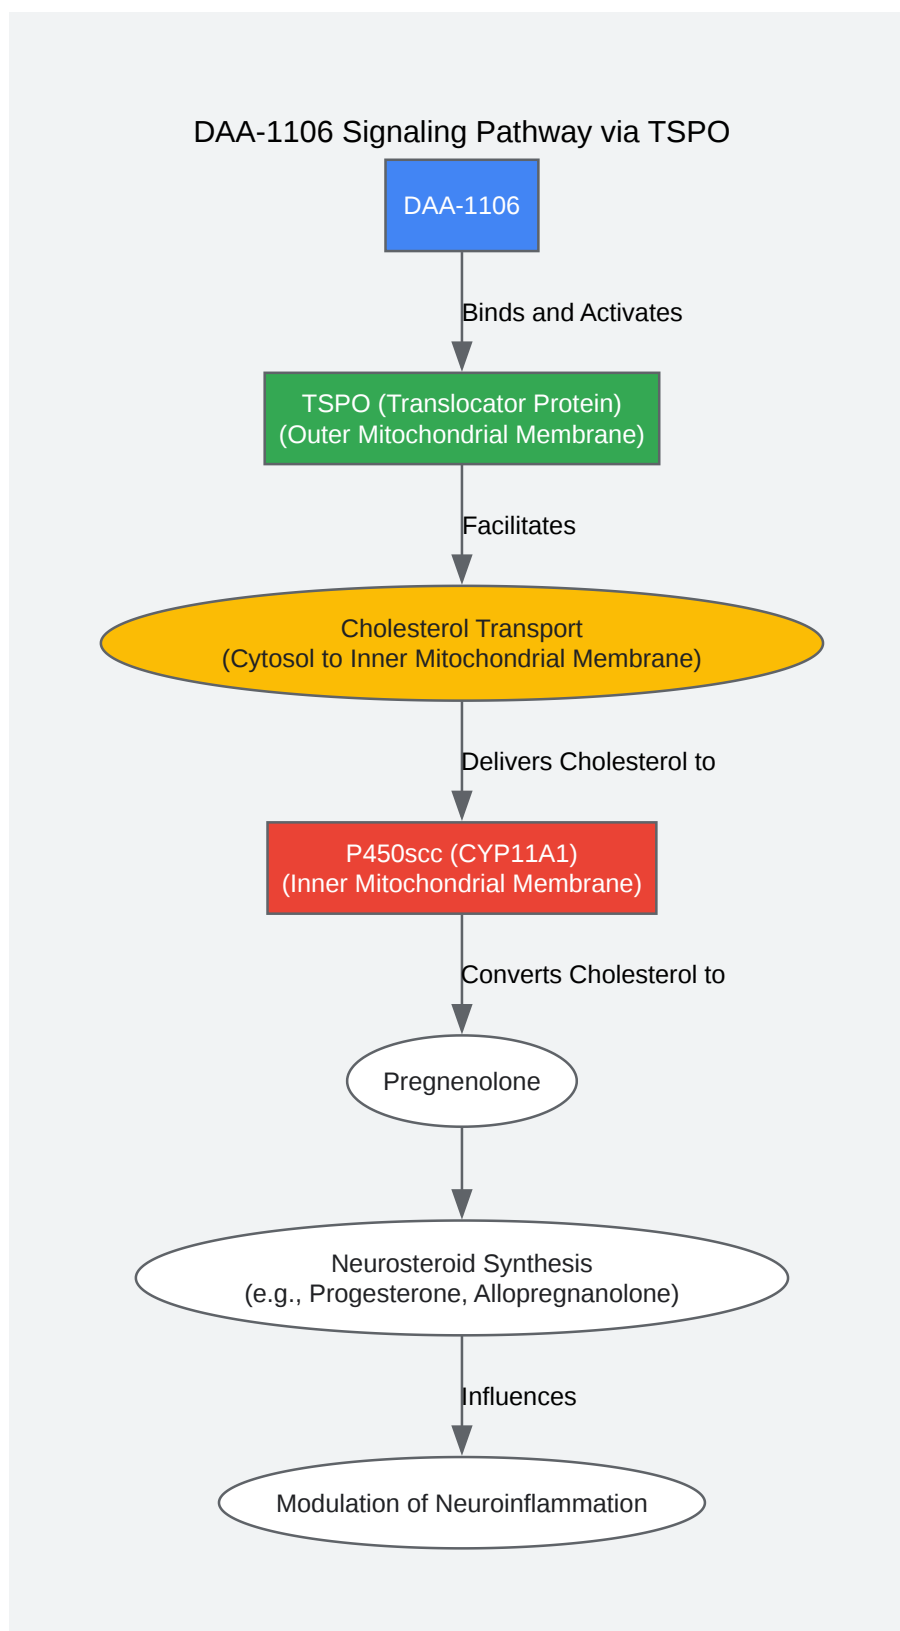 DAA-1106 Signaling Pathway via TSPO
DAA-1106
Binds and Activates
TSPO (Translocator Protein)
(Outer Mitochondrial Membrane)
Facilitates
Cholesterol Transport
(Cytosol to Inner Mitochondrial Membrane)
Delivers Cholesterol to
P450scc (CYP11A1)
(Inner Mitochondrial Membrane)
Converts Cholesterol to
Pregnenolone
Neurosteroid Synthesis
(e.g., Progesterone, Allopregnanolone)
Influences
Modulation of Neuroinflammation